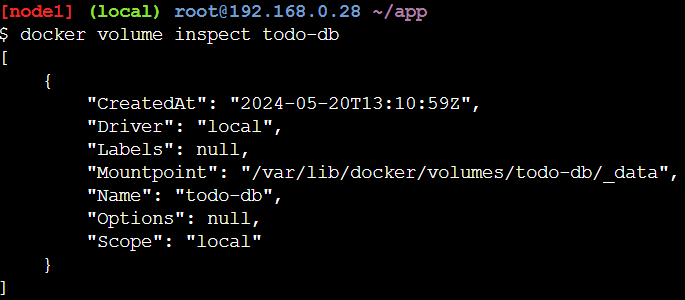 [node1] (local) root@192.168.0.28 ~/app
$ docker volume inspect todo-db
[
    {
        "CreatedAt": "2024-05-20T13:10:59Z",
        "Driver": "local",
        "Labels": null,
        "Mountpoint": "/var/lib/docker/volumes/todo-db/_data",
        "Name": "todo-db",
        "Options": null,
        "Scope": "local"
    }
]